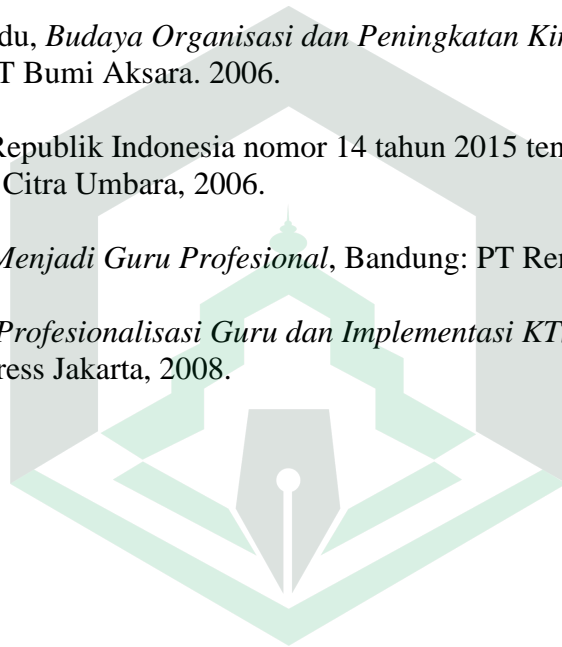 du, Budaya Organisasi dan Peningkatan Kin
T Bumi Aksara. 2006.
Republik Indonesia nomor 14 tahun 2015 ten
Citra Umbara, 2006.
Menjadi Guru Profesional, Bandung: PT Rem
Profesionalisasi Guru dan Implementasi KT
ress Jakarta, 2008.